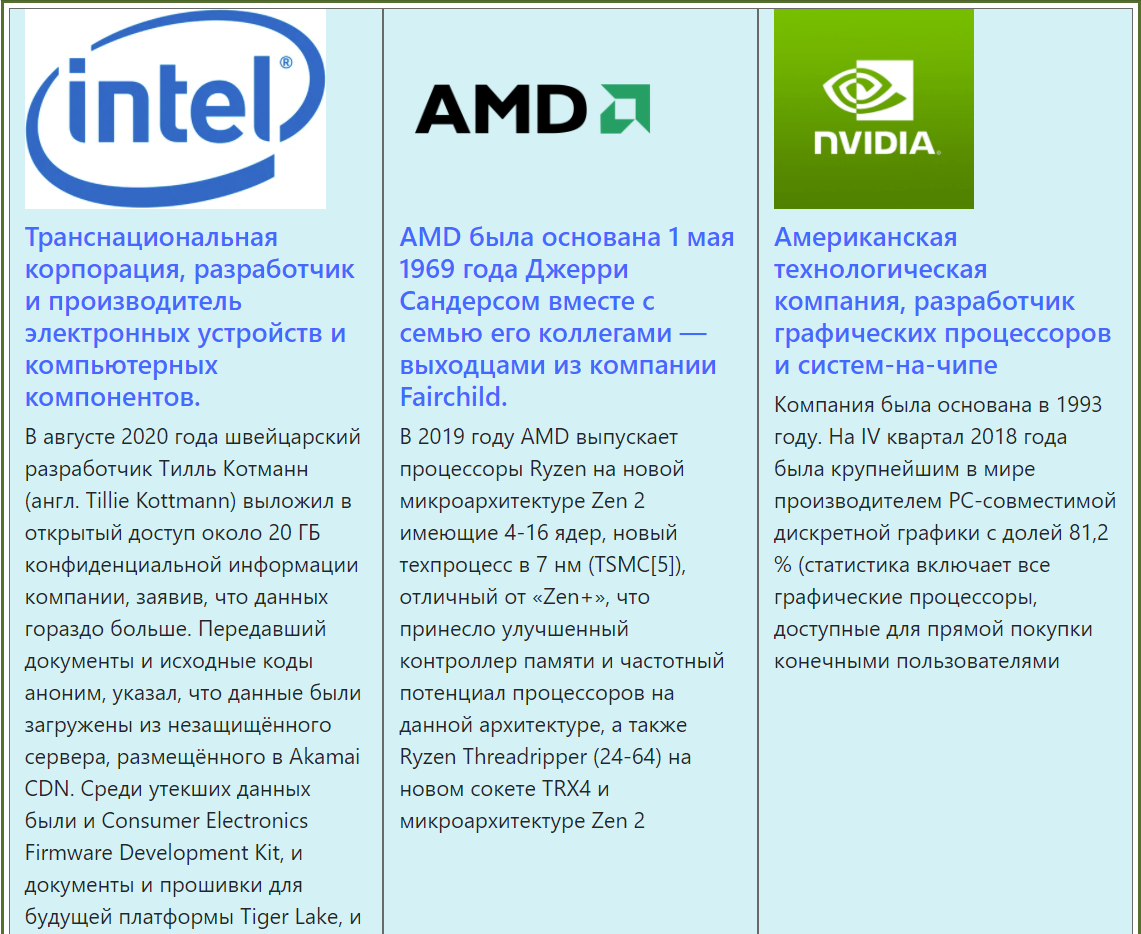 intel®
Транснациональная
корпорация, разработчик
и производитель
электронных устройств и
компьютерных
компонентов.
В августе 2020 года швейцарский
разработчик Тилль Котманн
(англ. Tillie Kottmann) выложил в
открытый доступ около 20 ГБ
конфиденциальной информации
компании, заявив, что данных
гораздо больше. Передавший
документы и исходные коды
аноним, указал, что данные были
загружены из незащищённого
сервера, размещённого в Akamai
CDN. Среди утекших данных
были и Consumer Electronics
Firmware Development Kit, и
документы и прошивки для
будущей платформы Tiger Lake, и
AMD
AMD была основана 1 мая
1969 года Джерри
Сандерсом вместе с
семью его коллегами —
выходцами из компании
Fairchild.
В 2019 году AMD выпускает
процессоры Ryzen на новой
микроархитектуре Zen 2
имеющие 4-16 ядер, новый
техпроцесс в 7 нм (TSMC[5]),
отличный от «Zen+», что
принесло улучшенный
контроллер памяти и частотный
потенциал процессоров на
данной архитектуре, а также
Ryzen Threadripper (24-64) на
новом сокете TRX4 и
микроархитектуре Zen 2
NVIDIA.
Американская
технологическая
компания, разработчик
графических процессоров
и систем-на-чипе
Компания была основана в 1993
году. На IV квартал 2018 года
была крупнейшим в мире
производителем PC-совместимой
дискретной графики с долей 81,2
% (статистика включает все
графические процессоры,
доступные для прямой покупки
конечными пользователями